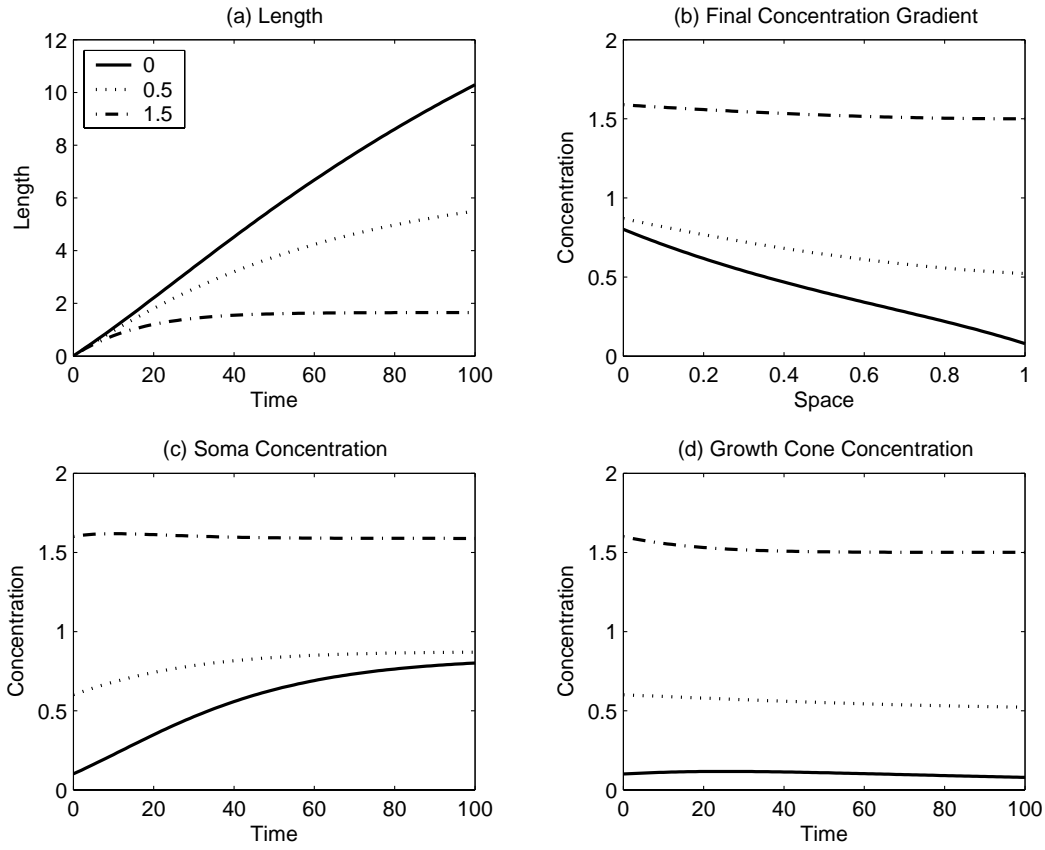 (a) Length
12
10
8
6
4
2
0
Length
0
0.5
1.5
0 20 40 60 80 100
Time
(b) Final Concentration Gradient
2
1.5
1
0.5
0
Concentration
0 0.2 0.4 0.6 0.8 1
Space
(c) Soma Concentration
2
1.5
1
0.5
0
Concentration
0 20 40 60 80 100
Time
(d) Growth Cone Concentration
2
1.5
1
0.5
0
Concentration
0 20 40 60 80 100
Time